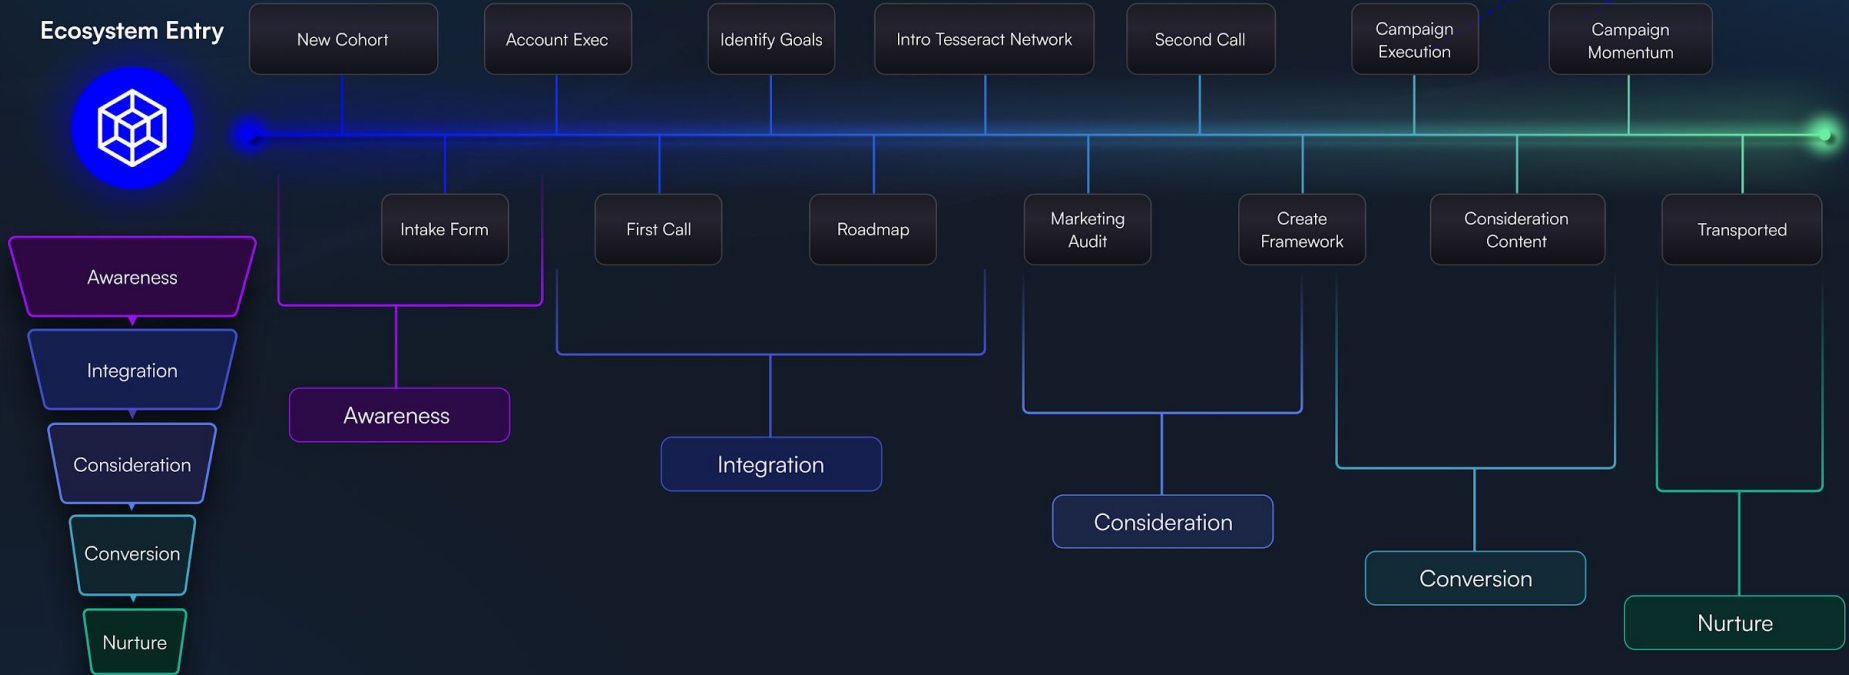 Ecosystem Entry
New Cohort
Account Exec
Identify Goals
Intro Tesseract Network
Second Call
Campaign
Execution
Campaign
Momentum
Intake Form
First Call
Roadmap
Marketing
Audit
Create
Framework
Consideration
Content
Transported
Awareness
Integration
Consideration
Conversion
Nurture
Awareness
Integration
Consideration
Conversion
Nurture